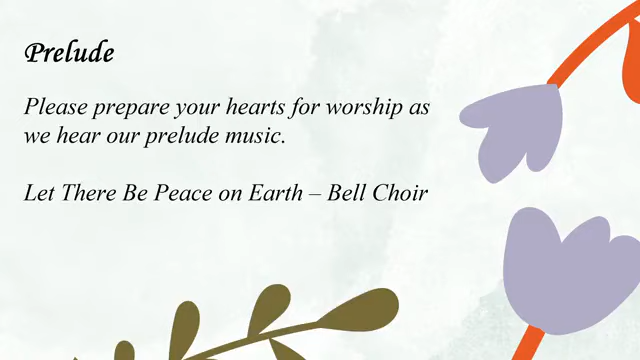 Prelude
Please prepare your hearts for worship as
we hear our prelude music.
Let There Be Peace on Earth – Bell Choir